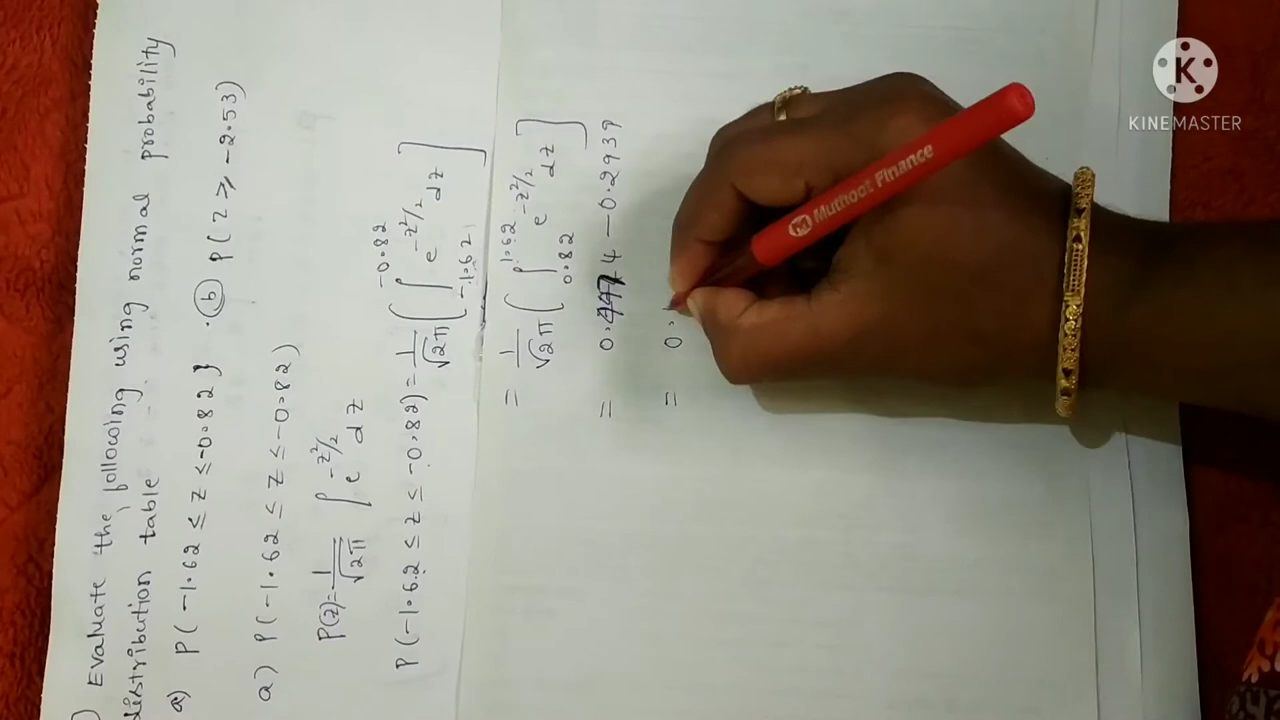 ) Evaluate the following using normal probability
distribution table
a) P( -1.62 ≤ z ≤ -0.82} . (b) P(z ≥ -2.53)
a) P(-1.62 ≤ z ≤ -0.82)
P(z)= 1/√2π ∫ e^-z²/2 dz
P(-1.62 ≤ z ≤ -0.82) = 1/√2π [ ∫_-1.62^-0.82 e^-z²/2 dz ]
= 1/√2π [ ∫_0.82^1.62 e^-z²/2 dz ]
= 0.4474 - 0.2939
= 0.
Muthoot Finance
K
KINEMASTER